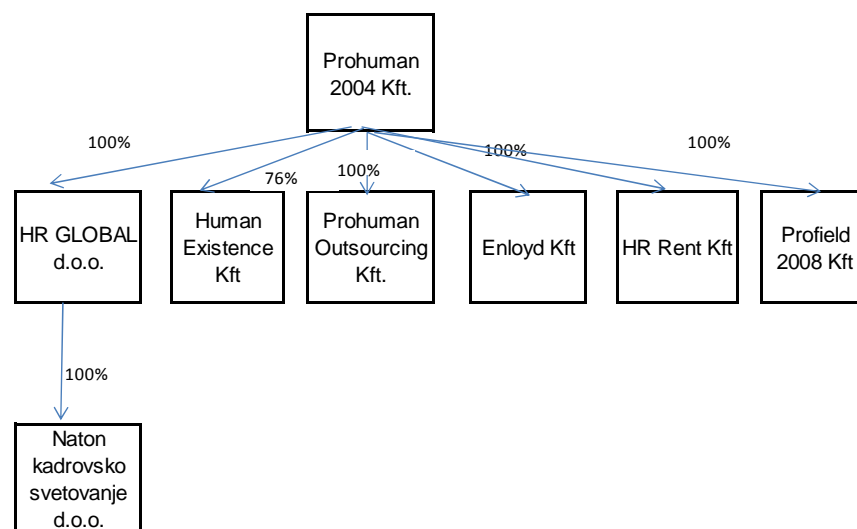 Prohuman
2004 Kft.
100%
76%
100%
100%
100%
HR GLOBAL
d.o.o.
Human
Existence
Kft
Prohuman
Outsourcing
Kft.
Enloyd Kft
HR Rent Kft
Profield
2008 Kft
100%
Naton
kadrovsko
svetovanje
d.o.o.